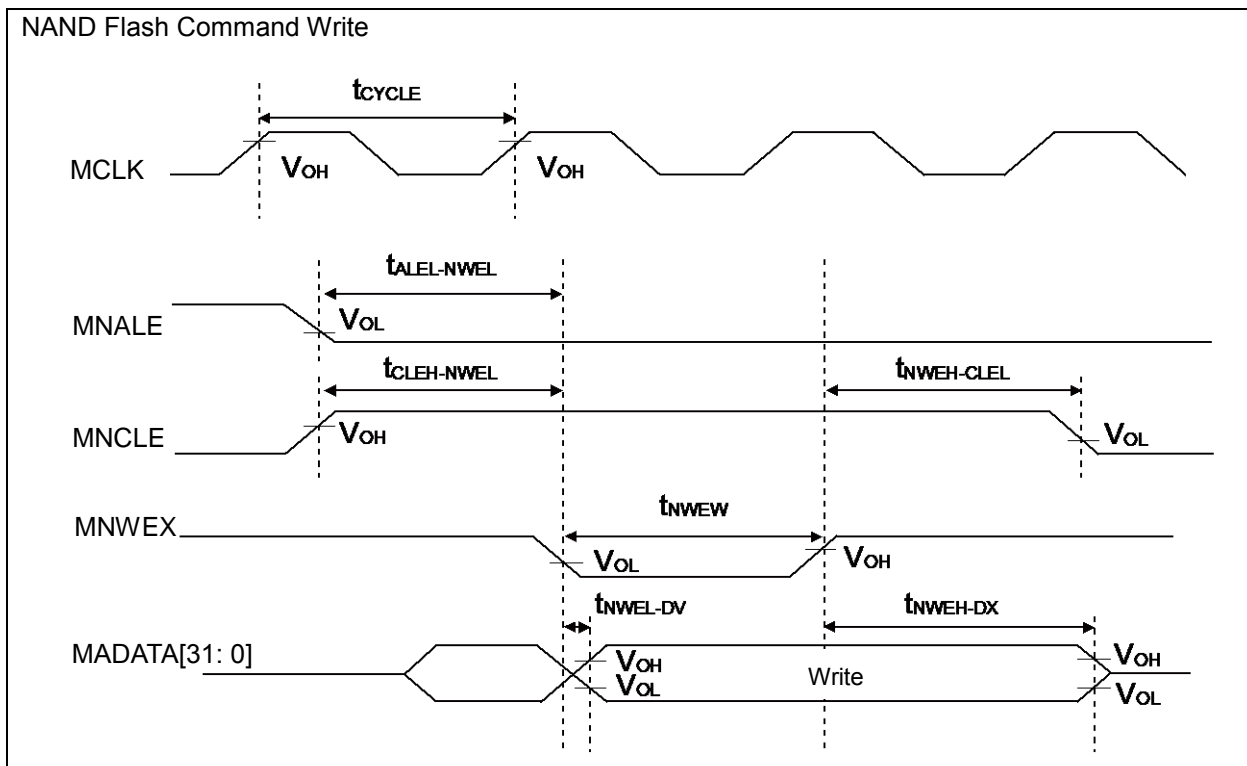 NAND Flash Command Write
tCYCLE
MCLK
VOH
VOH
tALEL-NWEL
MNALE
VOL
tCLEH-NWEL
tNWEH-CLEL
MNCLE
VOH
VOL
tNWEW
MNWEX
VOL
VOH
tNWEL-DV
tNWEH-DX
MADATA[31: 0]
VOH
Write
VOH
VOL
VOL